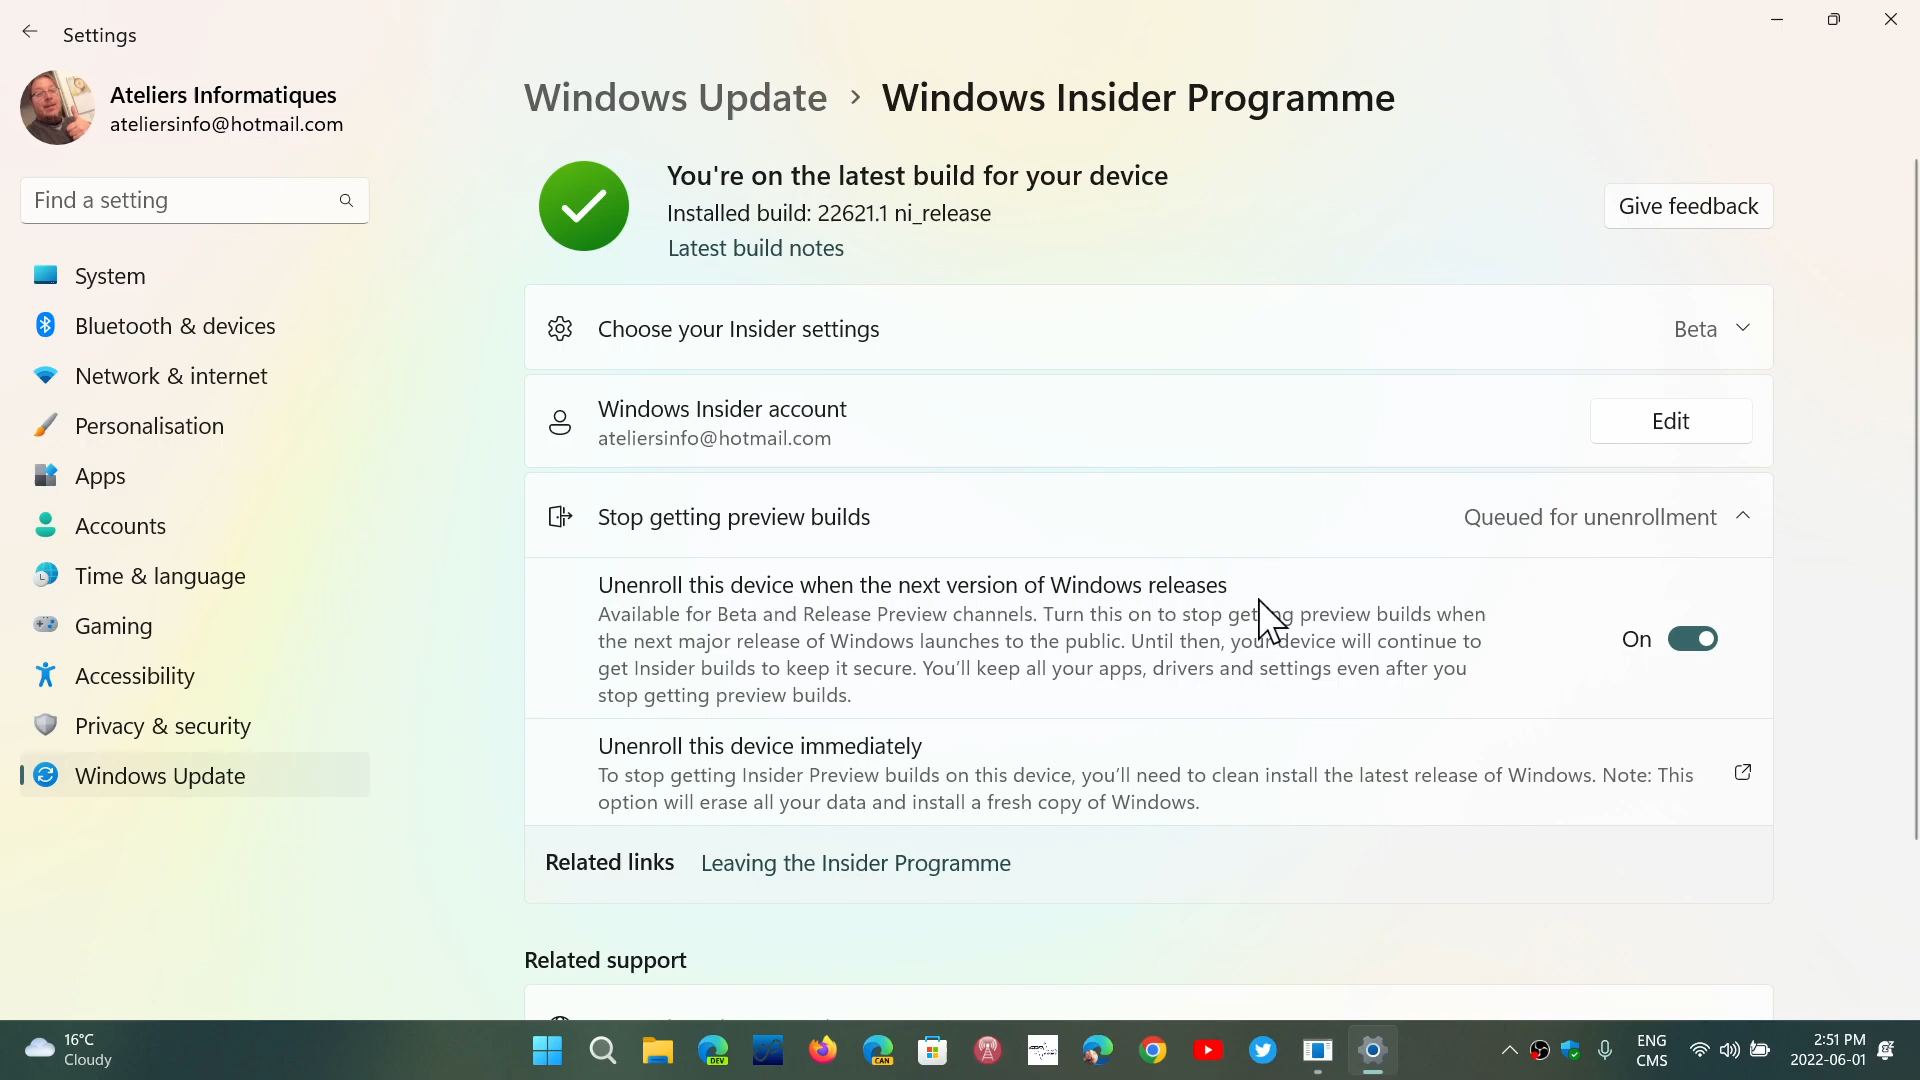 Settings
Ateliers Informatiques
ateliersinfo@hotmail.com
Find a setting
System
Bluetooth & devices
Network & internet
Personalisation
Apps
Accounts
Time & language
Gaming
Accessibility
Privacy & security
Windows Update
Windows Update > Windows Insider Programme
You're on the latest build for your device
Installed build: 22621.1 ni_release
Latest build notes
Give feedback
Choose your Insider settings
Beta
Windows Insider account
ateliersinfo@hotmail.com
Edit
Stop getting preview builds
Queued for unenrollment
Unenroll this device when the next version of Windows releases
Available for Beta and Release Preview channels. Turn this on to stop getting preview builds when
the next major release of Windows launches to the public. Until then, your device will continue to
get Insider builds to keep it secure. You'll keep all your apps, drivers and settings even after you
stop getting preview builds.
On
Unenroll this device immediately
To stop getting Insider Preview builds on this device, you'll need to clean install the latest release of Windows. Note: This
option will erase all your data and install a fresh copy of Windows.
Related links
Leaving the Insider Programme
Related support
16°C
Cloudy
DEV
CAN
ENG
CMS
2:51 PM
2022-06-01